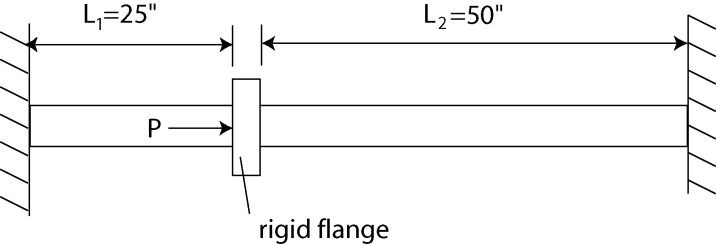 L₁=25" L₂=50"
P
rigid flange